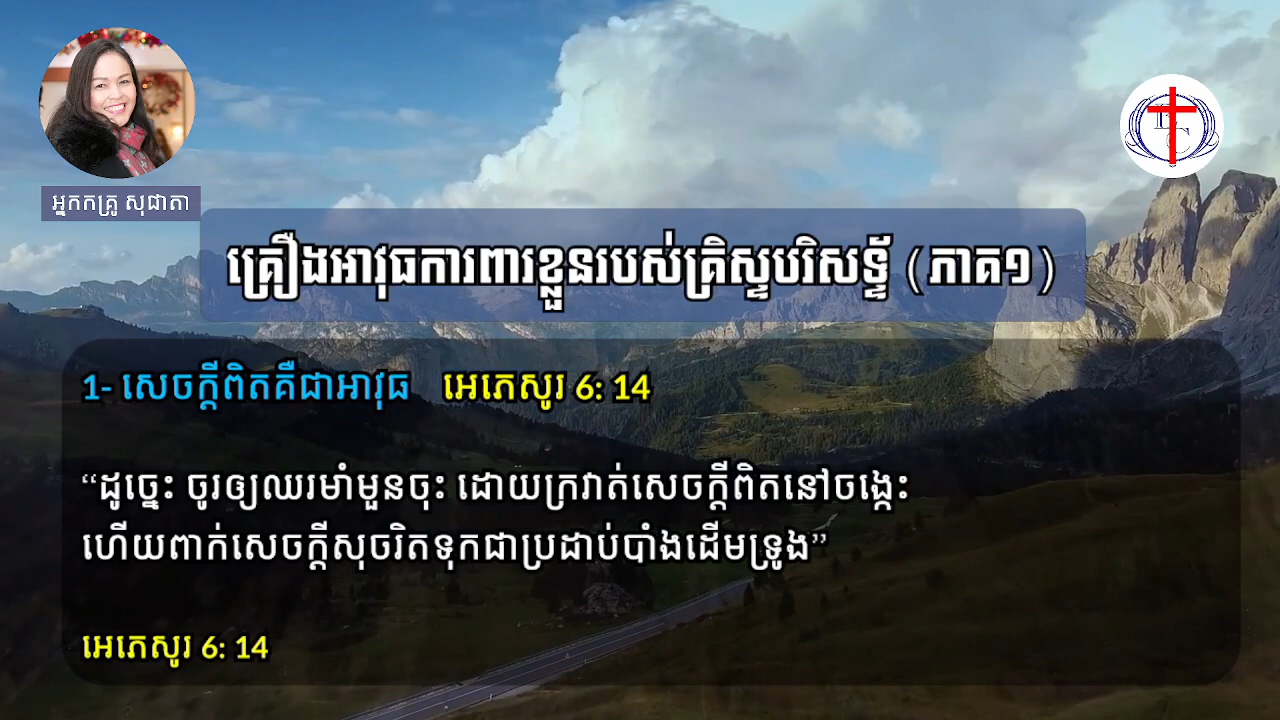 អ្នកកគ្រូ សុជាតា
គ្រឿងអាវុធការពារខ្លួនរបស់គ្រិស្ទបរិសទ្ទ័ (ភាគ១)
1- សេចក្ដីពិតគឺជាអាវុធ អេភេសូរ 6: 14
“ដូច្នេះ ចូរឲ្យឈរមាំមួនចុះ ដោយក្រវាត់សេចក្ដីពិតនៅចង្កេះ
ហើយពាក់សេចក្ដីសុចរិតទុកជាប្រដាប់បាំងដើមទ្រូង”
អេភេសូរ 6: 14